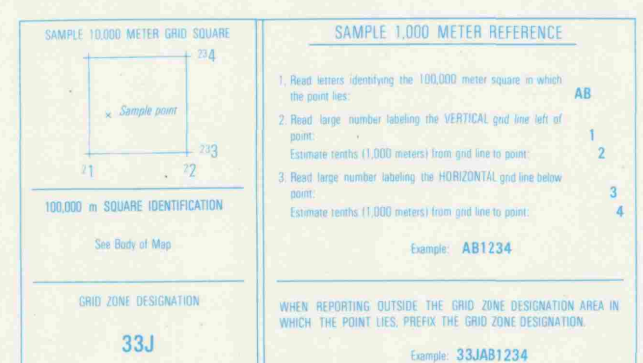 SAMPLE 10,000 METER GRID SQUARE
²³4
Sample point
²³3
²1
²2
100,000 m SQUARE IDENTIFICATION
See Body of Map
GRID ZONE DESIGNATION
33J
SAMPLE 1,000 METER REFERENCE
1. Read letters identifying the 100,000 meter square in which
the point lies: AB
2. Read large number labeling the VERTICAL grid line left of
point: 1
Estimate tenths (1,000 meters) from grid line to point: 2
3. Read large number labeling the HORIZONTAL grid line below
point: 3
Estimate tenths (1,000 meters) from grid line to point: 4
Example: AB1234
WHEN REPORTING OUTSIDE THE GRID ZONE DESIGNATION AREA IN
WHICH THE POINT LIES, PREFIX THE GRID ZONE DESIGNATION.
Example: 33JAB1234